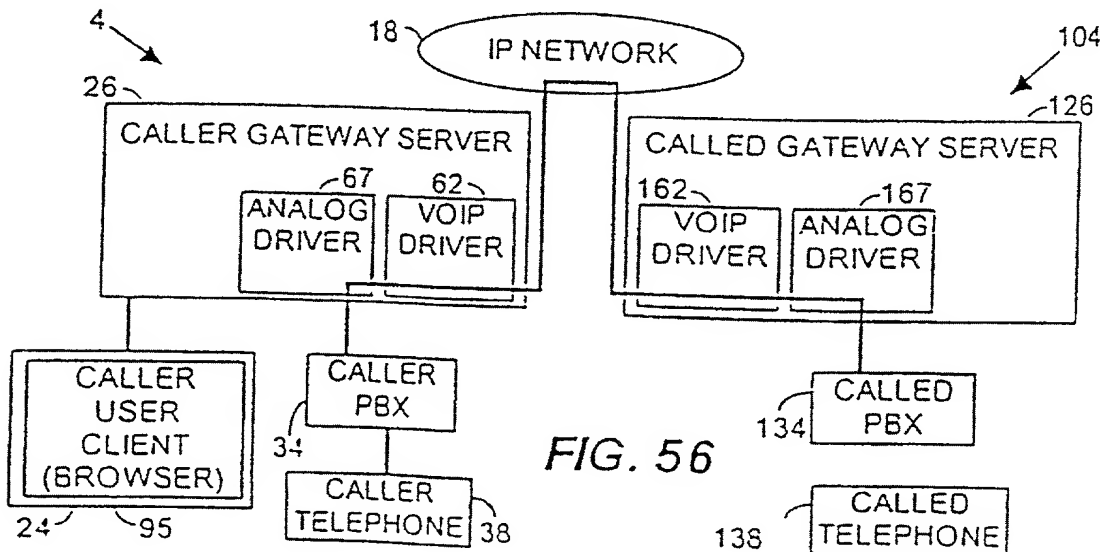 4
18
IP NETWORK
104
26
126
CALLER GATEWAY SERVER
CALLED GATEWAY SERVER
67
62
162
167
ANALOG
DRIVER
VOIP
DRIVER
VOIP
DRIVER
ANALOG
DRIVER
CALLER
USER
CLIENT
(BROWSER)
CALLER
PBX
34
CALLED
PBX
134
FIG. 56
CALLER
TELEPHONE
38
CALLED
TELEPHONE
138
24
95